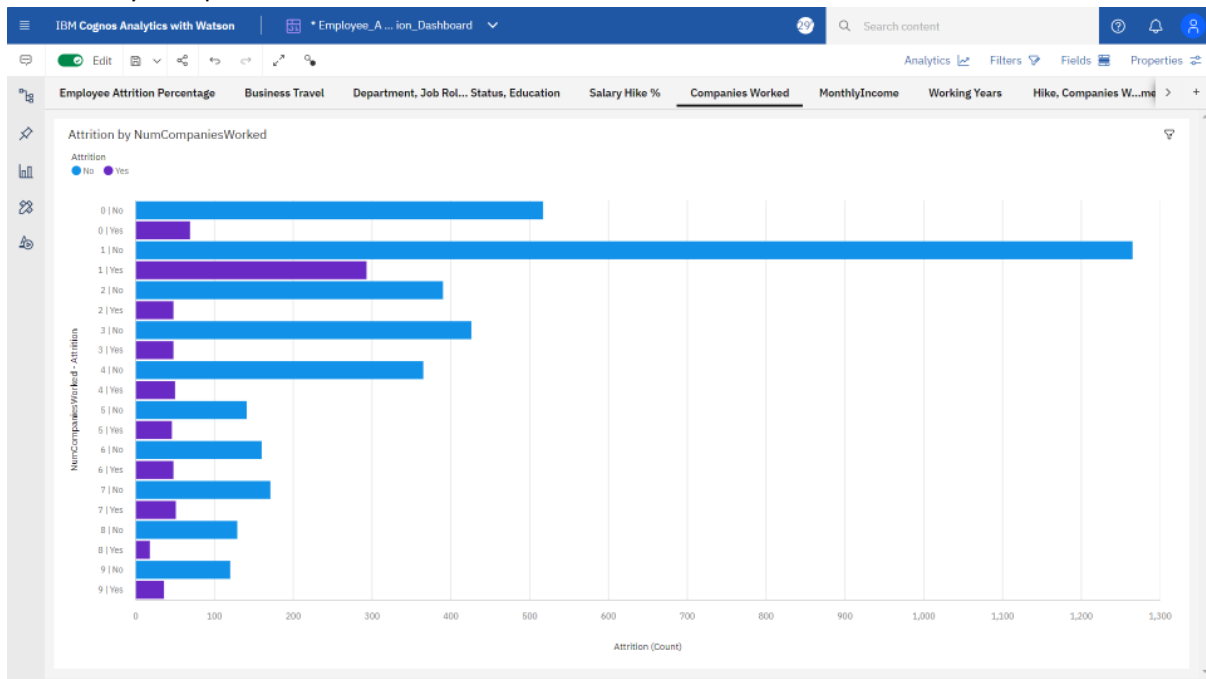 IBM Cognos Analytics with Watson
* Employee_A ... ion_Dashboard
29
Search content
Edit
Analytics
Filters
Fields
Properties
Employee Attrition Percentage
Business Travel
Department, Job Rol... Status, Education
Salary Hike %
Companies Worked
MonthlyIncome
Working Years
Hike, Companies W...me
Attrition by NumCompaniesWorked
Attrition
No
Yes
NumCompaniesWorked - Attrition
0 | No
0 | Yes
1 | No
1 | Yes
2 | No
2 | Yes
3 | No
3 | Yes
4 | No
4 | Yes
5 | No
5 | Yes
6 | No
6 | Yes
7 | No
7 | Yes
8 | No
8 | Yes
9 | No
9 | Yes
0 100 200 300 400 500 600 700 800 900 1,000 1,100 1,200 1,300
Attrition (Count)